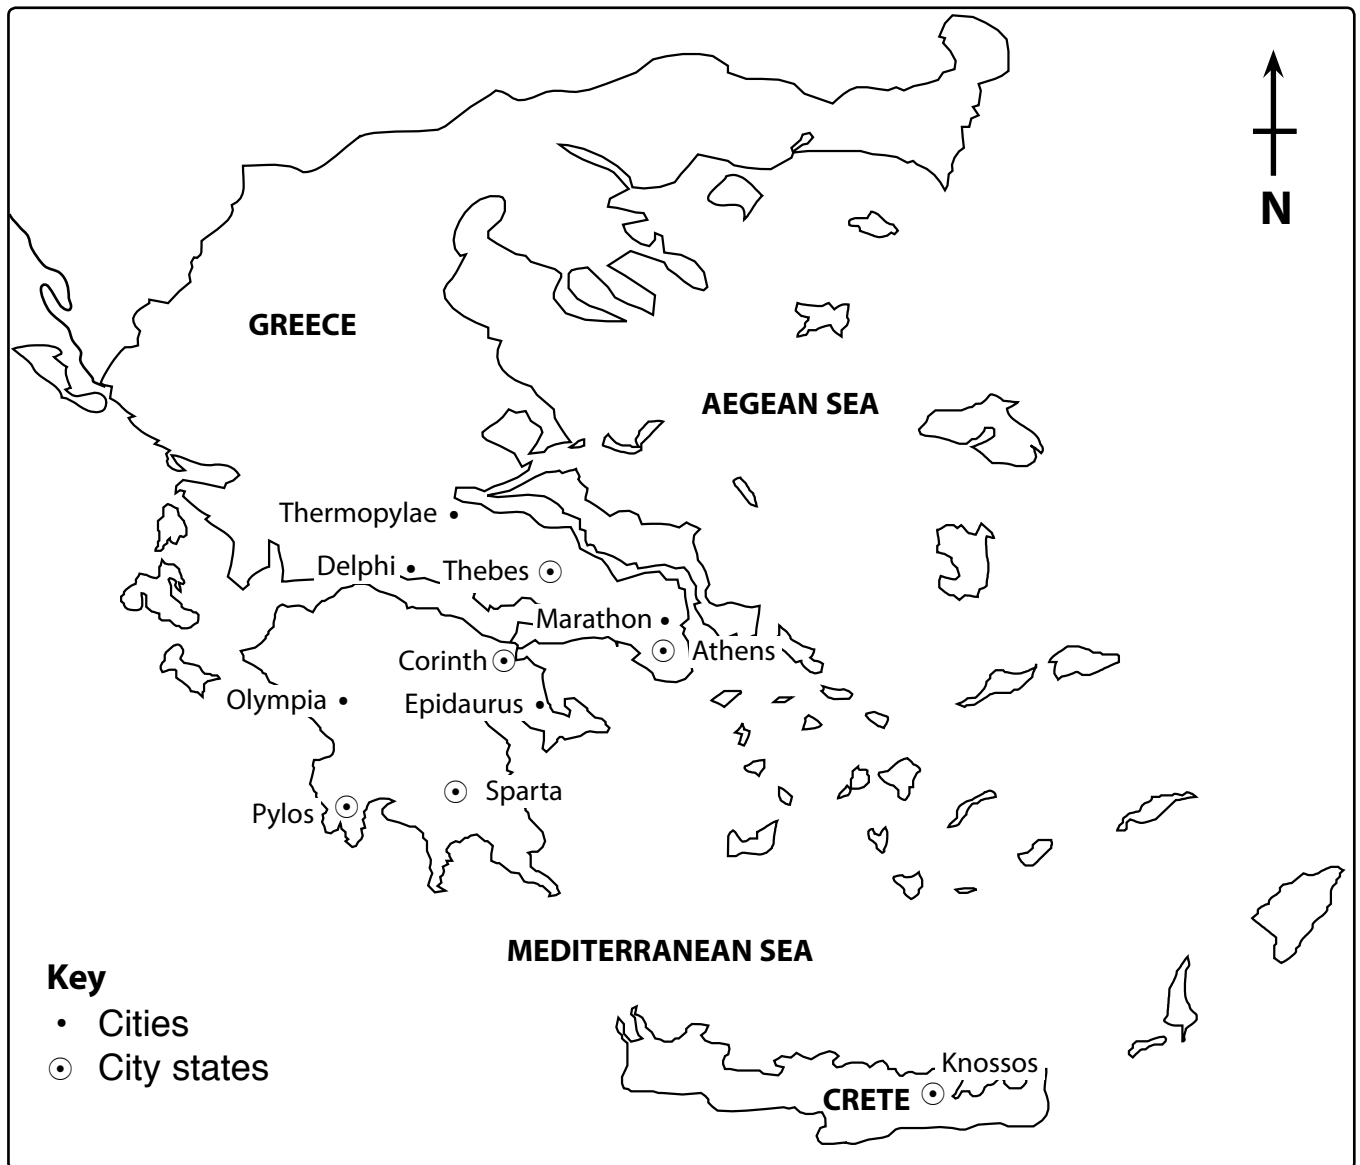 N
GREECE
AEGEAN SEA
Thermopylae
Delphi
Thebes
Marathon
Athens
Corinth
Olympia
Epidaurus
Sparta
Pylos
MEDITERRANEAN SEA
Key
Cities
City states
Knossos
CRETE